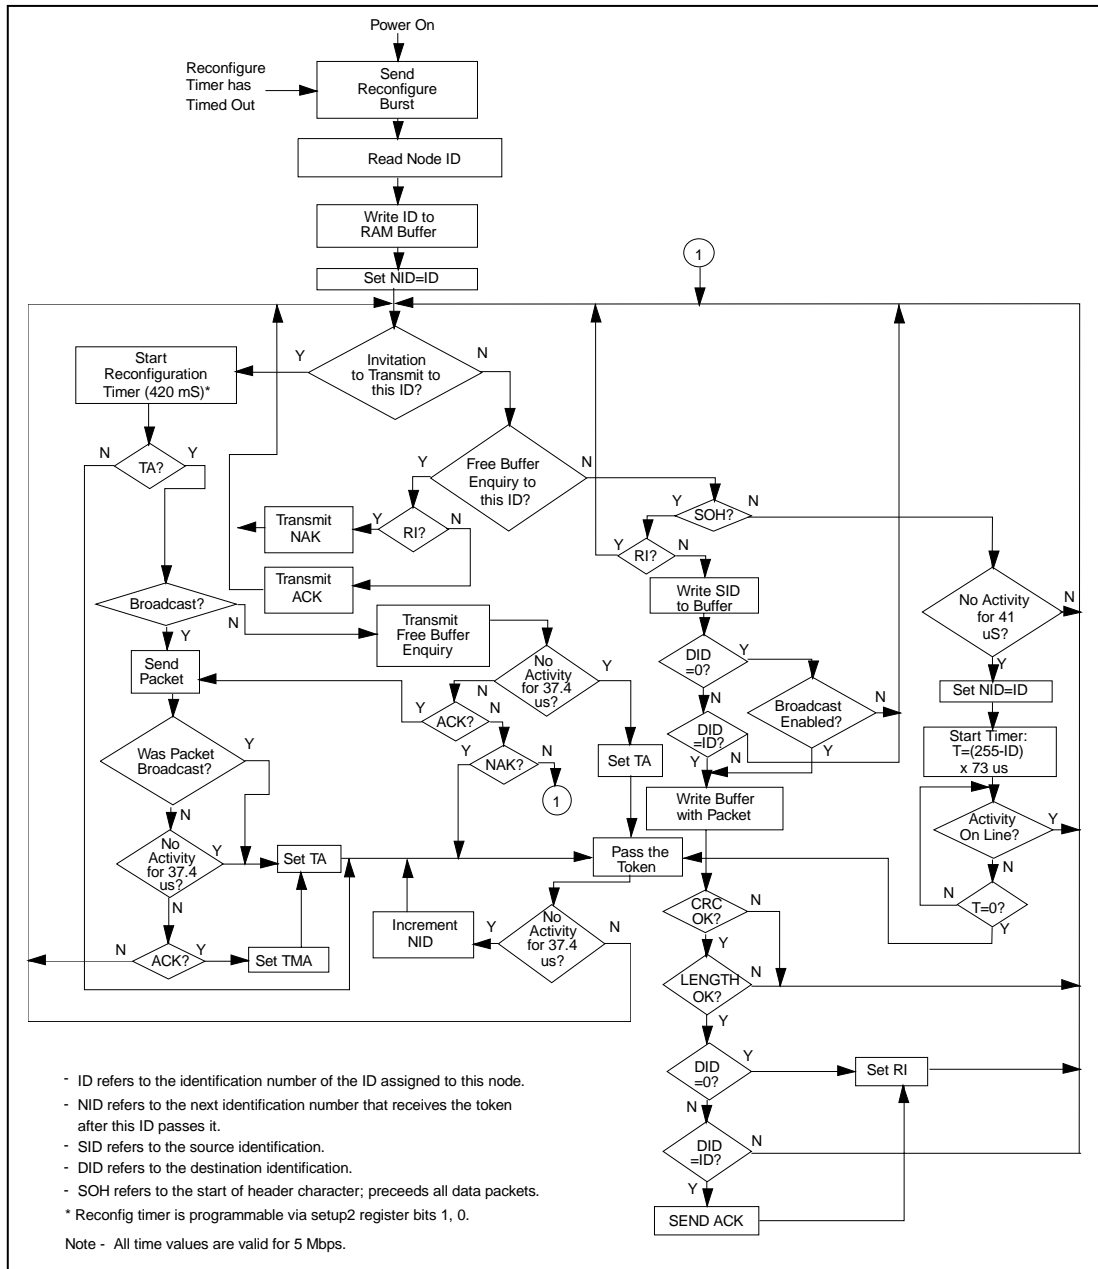 Power On
Reconfigure
Timer has
Timed Out
Send
Reconfigure
Burst
Read Node ID
Write ID to
RAM Buffer
1
Set NID=ID
Start
Reconfiguration
Timer (420 mS)*
Y
Invitation
to Transmit to
this ID?
N
N
TA?
Y
Y
Free Buffer
Enquiry to
this ID?
N
Transmit
NAK
Y
RI?
N
Y
SOH?
N
Y
RI?
N
Transmit
ACK
Write SID
to Buffer
No Activity
for 41
uS?
N
Y
Broadcast?
N
Y
Transmit
Free Buffer
Enquiry
Send
Packet
No
Activity
for 37.4
us?
N
Y
DID
=0?
Y
N
Set NID=ID
Broadcast
Enabled?
N
Y
ACK?
N
Y
NAK?
N
1
DID
=ID?
N
Y
Start Timer:
T=(255-ID)
x 73 us
Was Packet
Broadcast?
Y
N
Set TA
Write Buffer
with Packet
Activity
On Line?
Y
N
No
Activity
for 37.4
us?
Y
N
Set TA
Pass the
Token
N
T=0?
Y
CRC
OK?
N
Y
Increment
NID
Y
No
Activity
for 37.4
us?
N
N
ACK?
Y
Set TMA
LENGTH
OK?
N
Y
DID
=0?
Y
N
Set RI
DID
=ID?
N
Y
SEND ACK
- ID refers to the identification number of the ID assigned to this node.
- NID refers to the next identification number that receives the token
after this ID passes it.
- SID refers to the source identification.
- DID refers to the destination identification.
- SOH refers to the start of header character; preceeds all data packets.
* Reconfig timer is programmable via setup2 register bits 1, 0.
Note - All time values are valid for 5 Mbps.